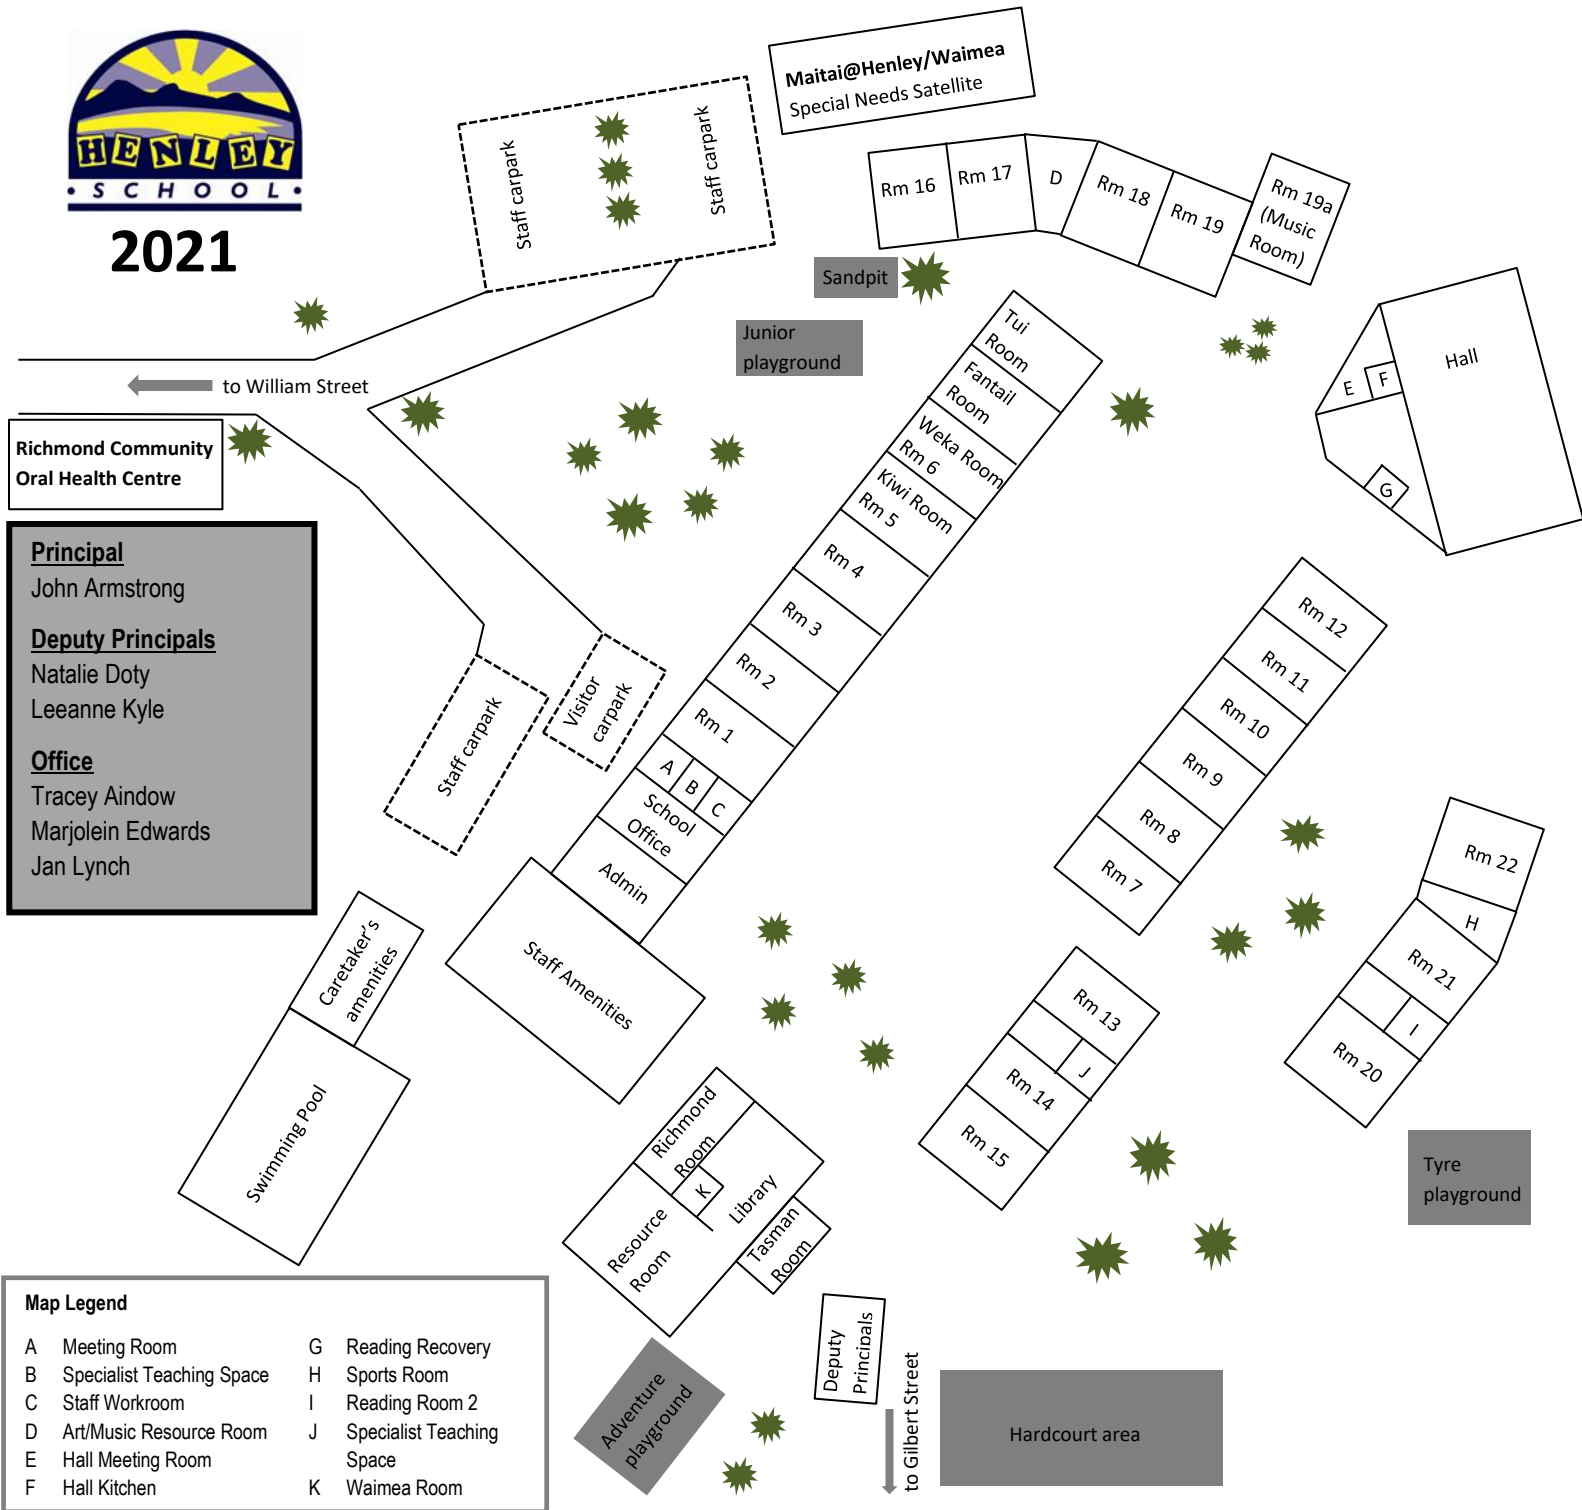 HENLEY
• SCHOOL •
2021
Maitai@Henley/Waimea
Special Needs Satellite
Staff carpark
Staff carpark
Rm 16
Rm 17
D
Rm 18
Rm 19
Rm 19a
(Music
Room)
Sandpit
Junior
playground
Hall
E
F
G
to William Street
Richmond Community
Oral Health Centre
Principal
John Armstrong
Deputy Principals
Natalie Doty
Leeanne Kyle
Office
Tracey Aindow
Marjolein Edwards
Jan Lynch
Tui
Room
Fantail
Room
Weka Room
Rm 6
Kiwi Room
Rm 5
Rm 4
Rm 3
Rm 2
Rm 1
A
B
C
School
Office
Admin
Staff Amenities
Visitor
carpark
Staff carpark
Caretaker's
amenities
Swimming Pool
Rm 12
Rm 11
Rm 10
Rm 9
Rm 8
Rm 7
Rm 13
J
Rm 14
Rm 15
Rm 22
H
Rm 21
I
Rm 20
Tyre
playground
Richmond
Room
K
Library
Resource
Room
Tasman
Room
Deputy
Principals
to Gilbert Street
Adventure
playground
Hardcourt area
Map Legend
A Meeting Room
B Specialist Teaching Space
C Staff Workroom
D Art/Music Resource Room
E Hall Meeting Room
F Hall Kitchen
G Reading Recovery
H Sports Room
I Reading Room 2
J Specialist Teaching
Space
K Waimea Room